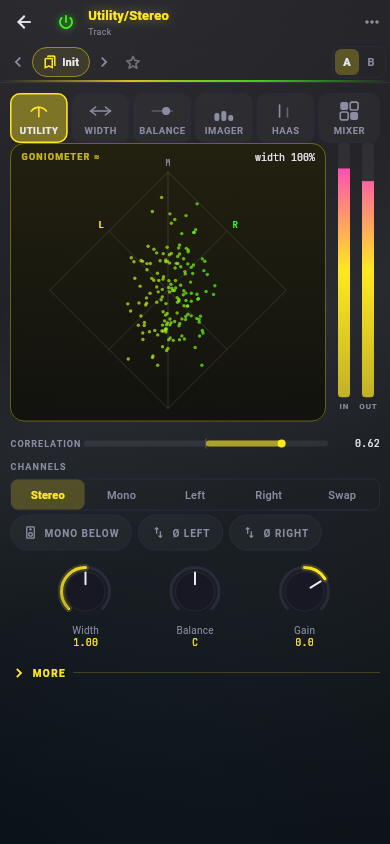 Utility/Stereo
Track
Init
A B
UTILITY WIDTH BALANCE IMAGER HAAS MIXER
GONIOMETER ≋ M width 100%
L R
IN OUT
CORRELATION 0.62
CHANNELS
Stereo Mono Left Right Swap
MONO BELOW Ø LEFT Ø RIGHT
Width Balance Gain
1.00 C 0.0
MORE